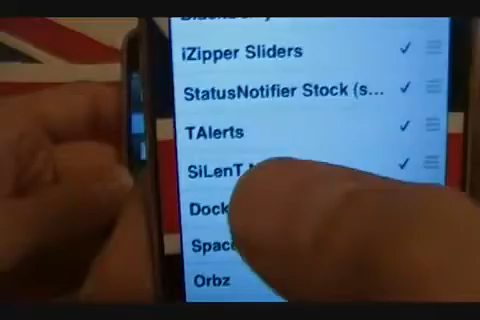 iZipper Sliders
StatusNotifier Stock (s...
TAlerts
SiLenT
Dock
Space
Orbz